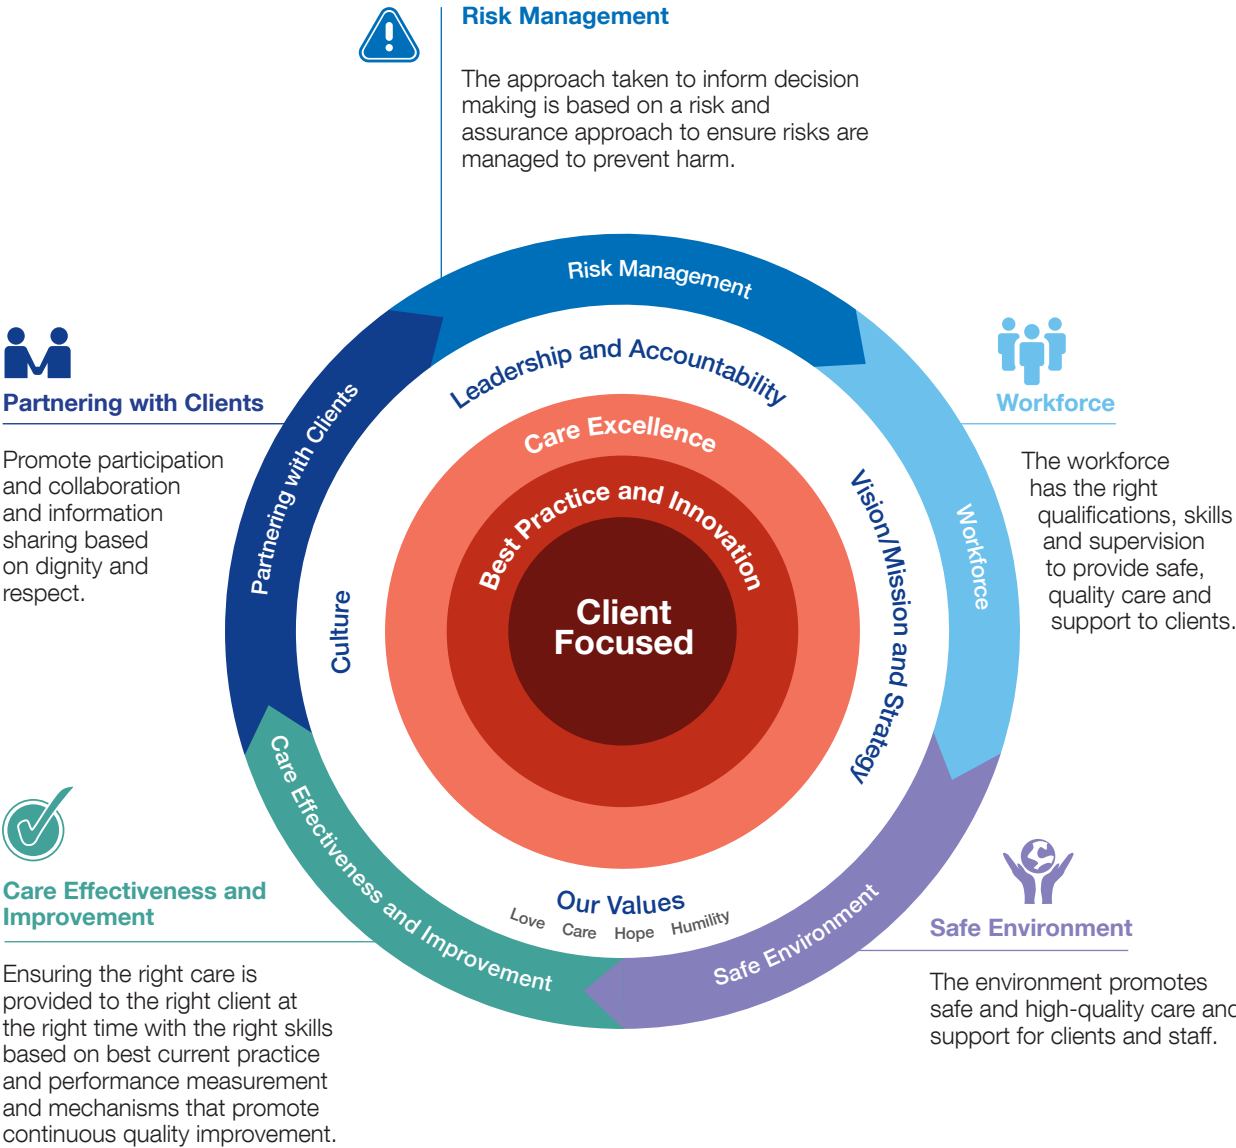 Risk Management
The approach taken to inform decision
making is based on a risk and
assurance approach to ensure risks are
managed to prevent harm.
Risk Management
Leadership and Accountability
Partnering with Clients
Promote participation
and collaboration
and information
sharing based
on dignity and
respect.
Partnering with Clients
Culture
Care Excellence
Best Practice and Innovation
Client
Focused
Vision/Mission and Strategy
Workforce
Workforce
The workforce
has the right
qualifications, skills
and supervision
to provide safe,
quality care and
support to clients.
Care Effectiveness and
Improvement
Ensuring the right care is
provided to the right client at
the right time with the right skills
based on best current practice
and performance measurement
and mechanisms that promote
continuous quality improvement.
Care Effectiveness and Improvement
Our Values
Love Care Hope Humility
Safe Environment
Safe Environment
The environment promotes
safe and high-quality care and
support for clients and staff.